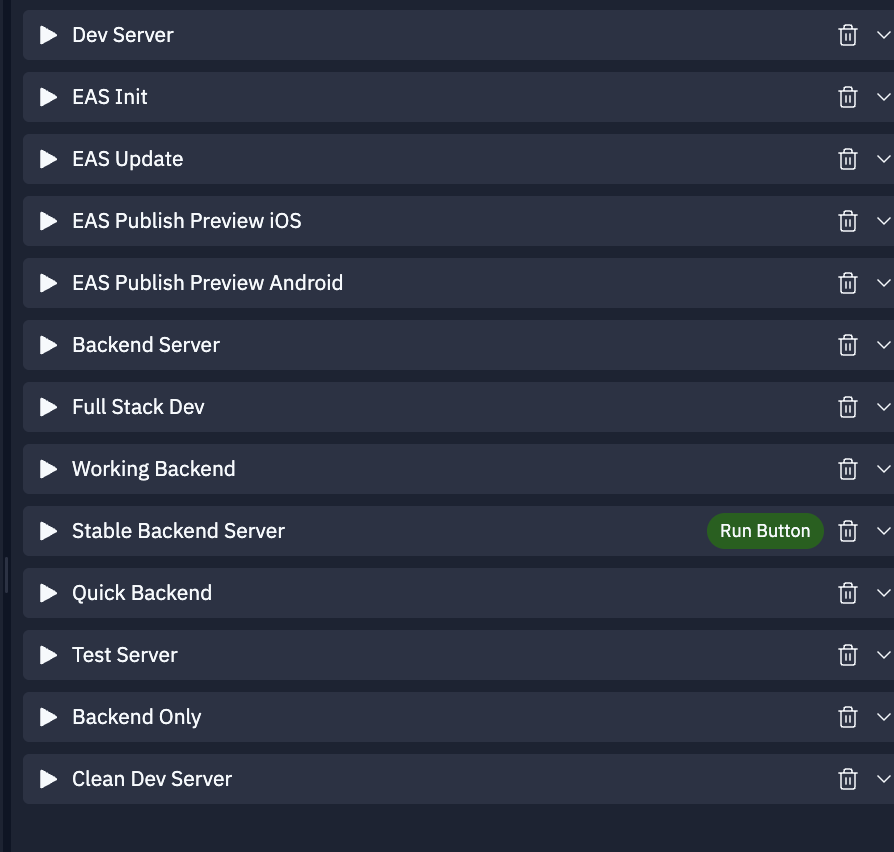 Dev Server
EAS Init
EAS Update
EAS Publish Preview iOS
EAS Publish Preview Android
Backend Server
Full Stack Dev
Working Backend
Stable Backend Server Run Button
Quick Backend
Test Server
Backend Only
Clean Dev Server